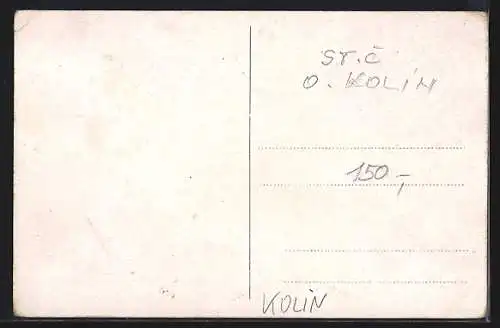 ST.Č
O. KOLÍN
150,-
KOLÍN